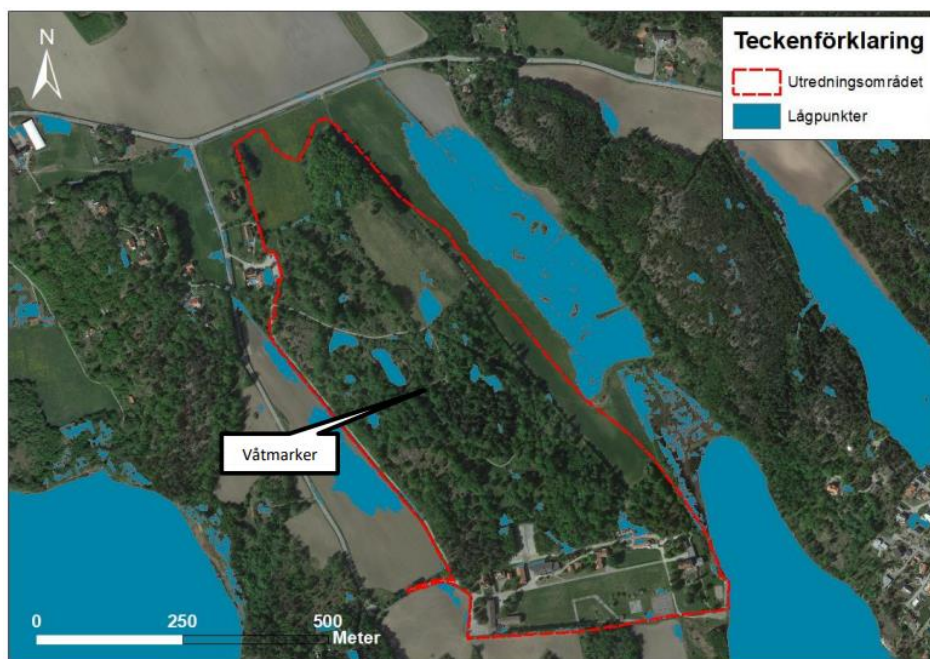 N
Teckenförklaring
Utredningsområdet
Lågpunkter
Våtmarker
0 250 500
Meter